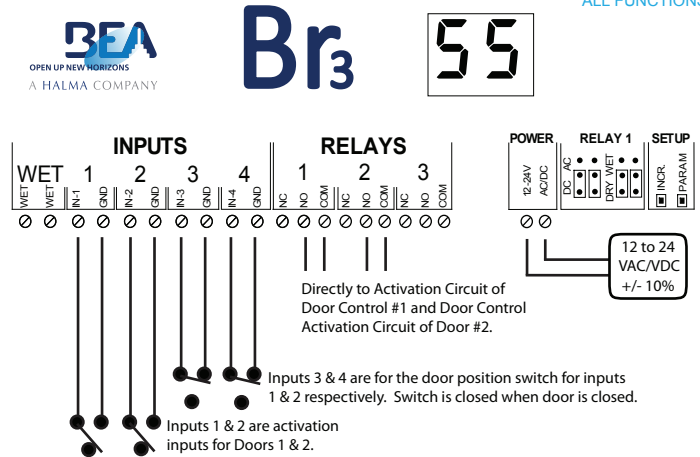 ALL FUNCTIONS
BEA
OPEN UP NEW HORIZONS
A HALMA COMPANY
Br3
55
INPUTS
RELAYS
POWER
RELAY 1
SETUP
WET 1 2 3 4 1 2 3
WET WET IN-1 GND IN-2 GND IN-3 GND IN-4 GND NC NO COM NC NO COM NC NO COM
12-24V
AC/DC
DC AC
DRY WET
INCR.
PARAM
12 to 24
VAC/VDC
+/- 10%
Directly to Activation Circuit of
Door Control #1 and Door Control
Activation Circuit of Door #2.
Inputs 3 & 4 are for the door position switch for inputs
1 & 2 respectively. Switch is closed when door is closed.
Inputs 1 & 2 are activation
inputs for Doors 1 & 2.